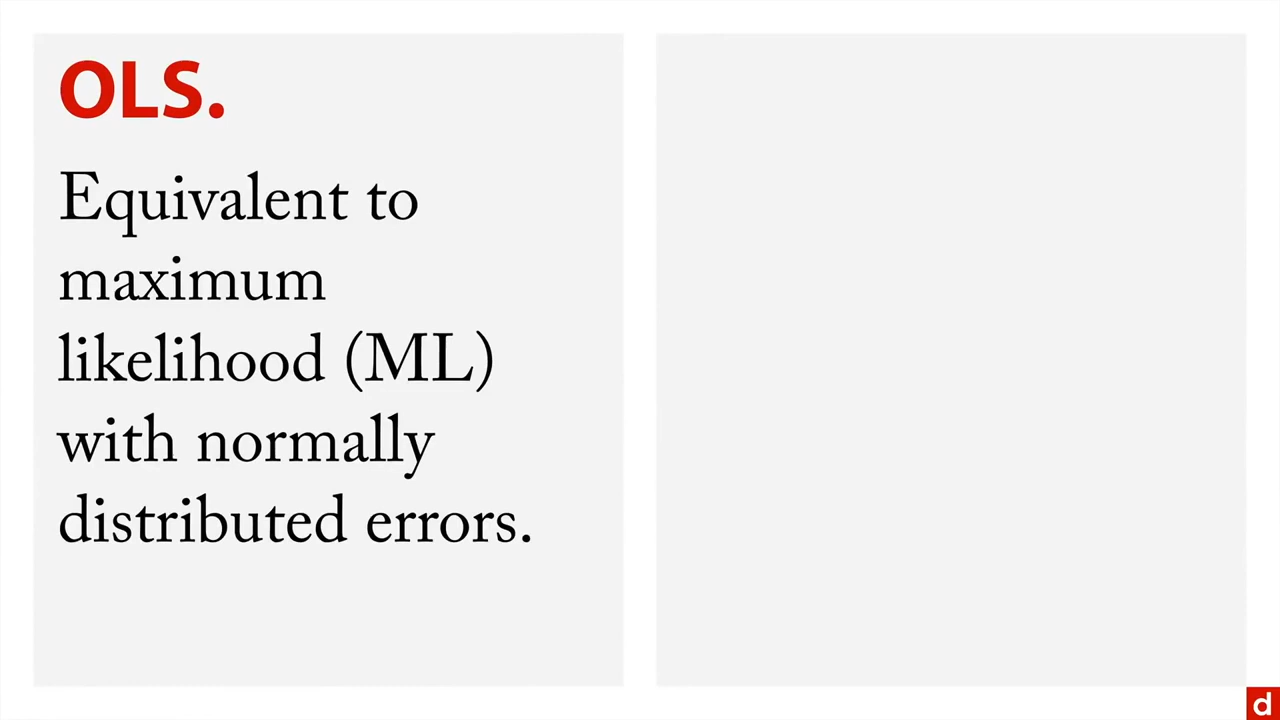 OLS.
Equivalent to
maximum
likelihood (ML)
with normally
distributed errors.
d